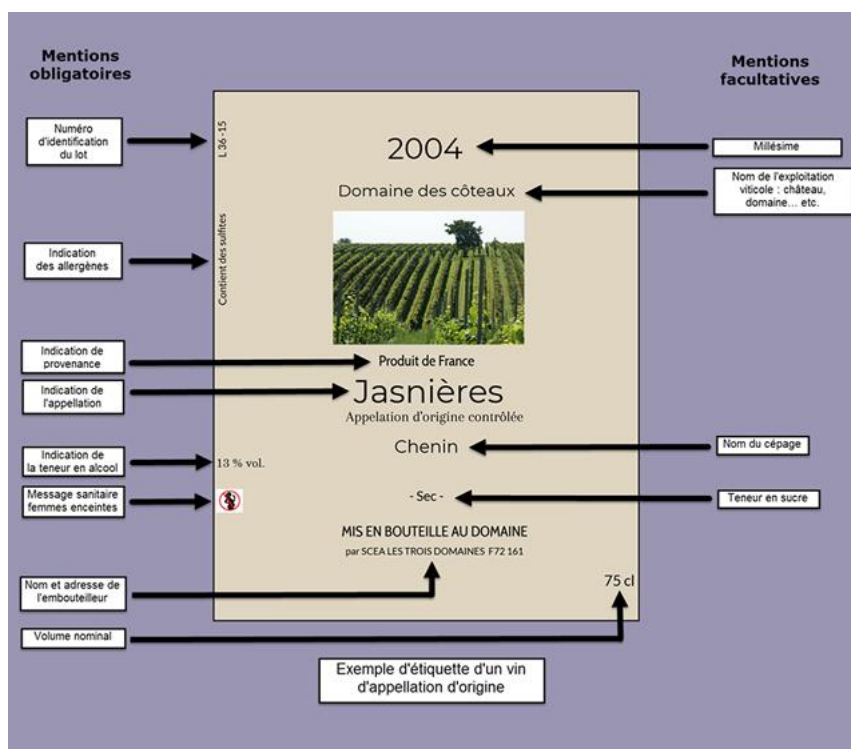 Mentions
obligatoires
Mentions
facultatives
Numéro
d'identification
du lot
L 36 -15
2004
Millésime
Domaine des côteaux
Nom de l'exploitation
viticole : château,
domaine... etc.
Indication
des allergènes
Contient des sulfites
Indication de
provenance
Produit de France
Indication de
l'appellation
Jasnières
Appelation d'origine contrôlée
Chenin
Nom du cépage
Indication de
la teneur en alcool
13 % vol.
Message sanitaire
femmes enceintes
- Sec -
Teneur en sucre
MIS EN BOUTEILLE AU DOMAINE
par SCEA LES TROIS DOMAINES F72 161
Nom et adresse de
l'embouteilleur
75 cl
Volume nominal
Exemple d'étiquette d'un vin
d'appellation d'origine